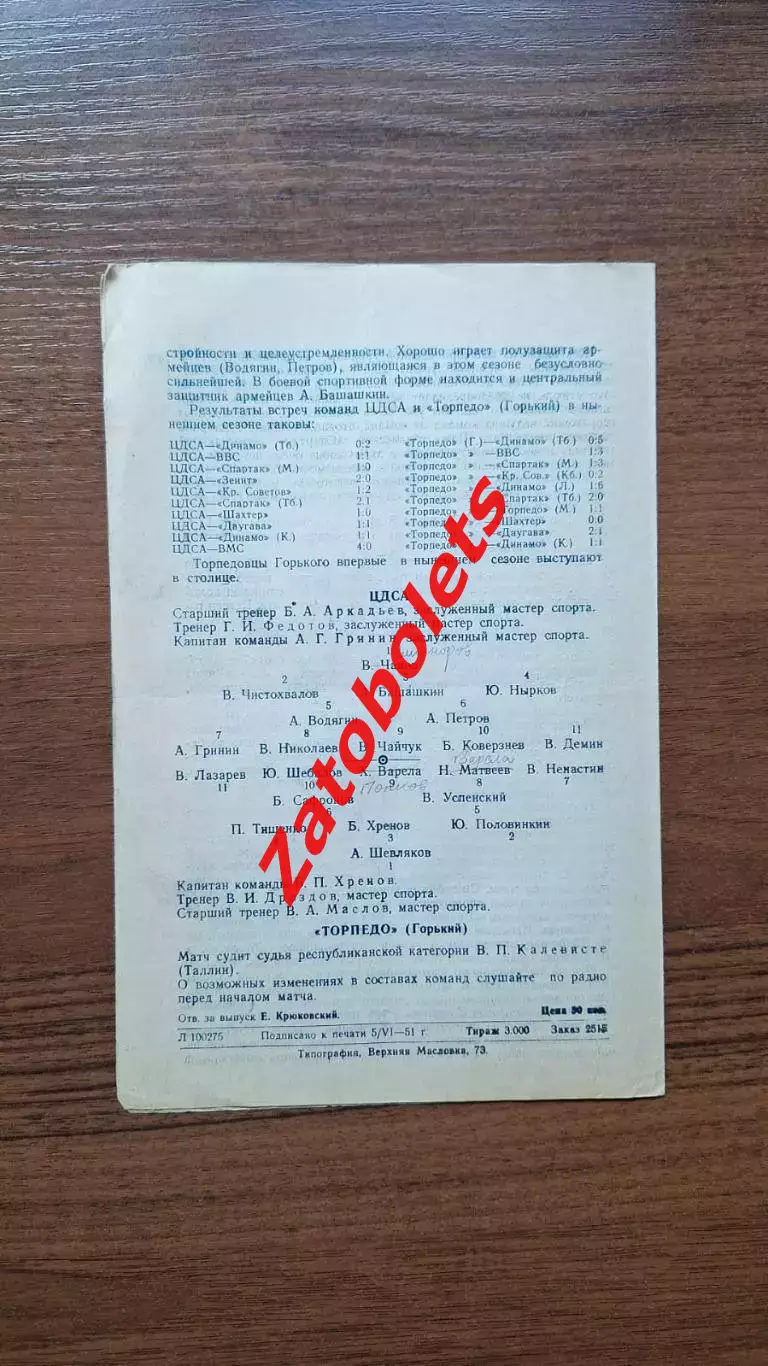 стройности и целеустремленности. Хорошо играет полузащита ар-
мейцев (Водягин, Петров), являющаяся в этом сезоне безусловно
сильнейшей. В боевой спортивной форме находится и центральный
защитник армейцев А. Башашкин.
Результаты встреч команд ЦДСА и «Торпедо» (Горький) в ны-
нешнем сезоне таковы:
ЦДСА—«Динамо» (Тб.) 0:2 «Торпедо» (Г.)—«Динамо» (Тб.) 0:5
ЦДСА—ВВС 1:1 «Торпедо» » —ВВС 1:3
ЦДСА—«Спартак» (М.) 1:0 «Торпедо» » —«Спартак» (М.) 1:3
ЦДСА—«Зенит» 2:0 «Торпедо» » —«Кр. Сов.» (Кб.) 0:2
ЦДСА—«Кр. Советов» 1:2 «Торпедо» » —«Динамо» (Л.) 1:6
ЦДСА—«Спартак» (Тб.) 2:1 «Торпедо» —«Спартак» (Тб.) 2:0
ЦДСА—«Шахтер» 1:0 «Торпедо» «Торпедо» (М.) 1:1
ЦДСА—«Даугава» 1:1 «Торпедо» «Шахтер» 0:0
ЦДСА—«Динамо» (К.) 1:1 «Торпедо» —«Даугава» 2:1
ЦДСА—ВМС 4:0 «Торпедо» —«Динамо» (К.) 1:1
Торпедовцы Горького впервые в нынешнем сезоне выступают
в столице.
ЦДСА
Старший тренер Б. А. Аркадьев, заслуженный мастер спорта.
Тренер Г. И. Федотов, заслуженный мастер спорта.
Капитан команды А. Г. Гринин, заслуженный мастер спорта.
1
В.
2 3 4
В. Чистохвалов Башашкин Ю. Нырков
5 6
А. Водягин А. Петров
7 8 9 10 11
А. Гринин В. Николаев В. Чайчук Б. Коверзнев В. Демин
Варела
В. Лазарев Ю. Шебилов Х. Варела Н. Матвеев В. Ненастин
11 10 9 8 7
Б. Сафронов В. Успенский
6 5
П. Тищенко Б. Хренов Ю. Половинкин
3 2
А. Шевляков
1
Капитан команды П. Хренов.
Тренер В. И. Дроздов, мастер спорта.
Старший тренер В. А. Маслов, мастер спорта.
«ТОРПЕДО» (Горький)
Матч судит судья республиканской категории В. П. Калевисте
(Таллин).
О возможных изменениях в составах команд слушайте по радио
перед началом матча.
Отв. за выпуск Е. Крюковский. Цена 30 коп.
Л 100275 Подписано к печати 5/VI—51 г. Тираж 3.000 Заказ 2515
Типография, Верхняя Масловка, 73.
Zatobolets